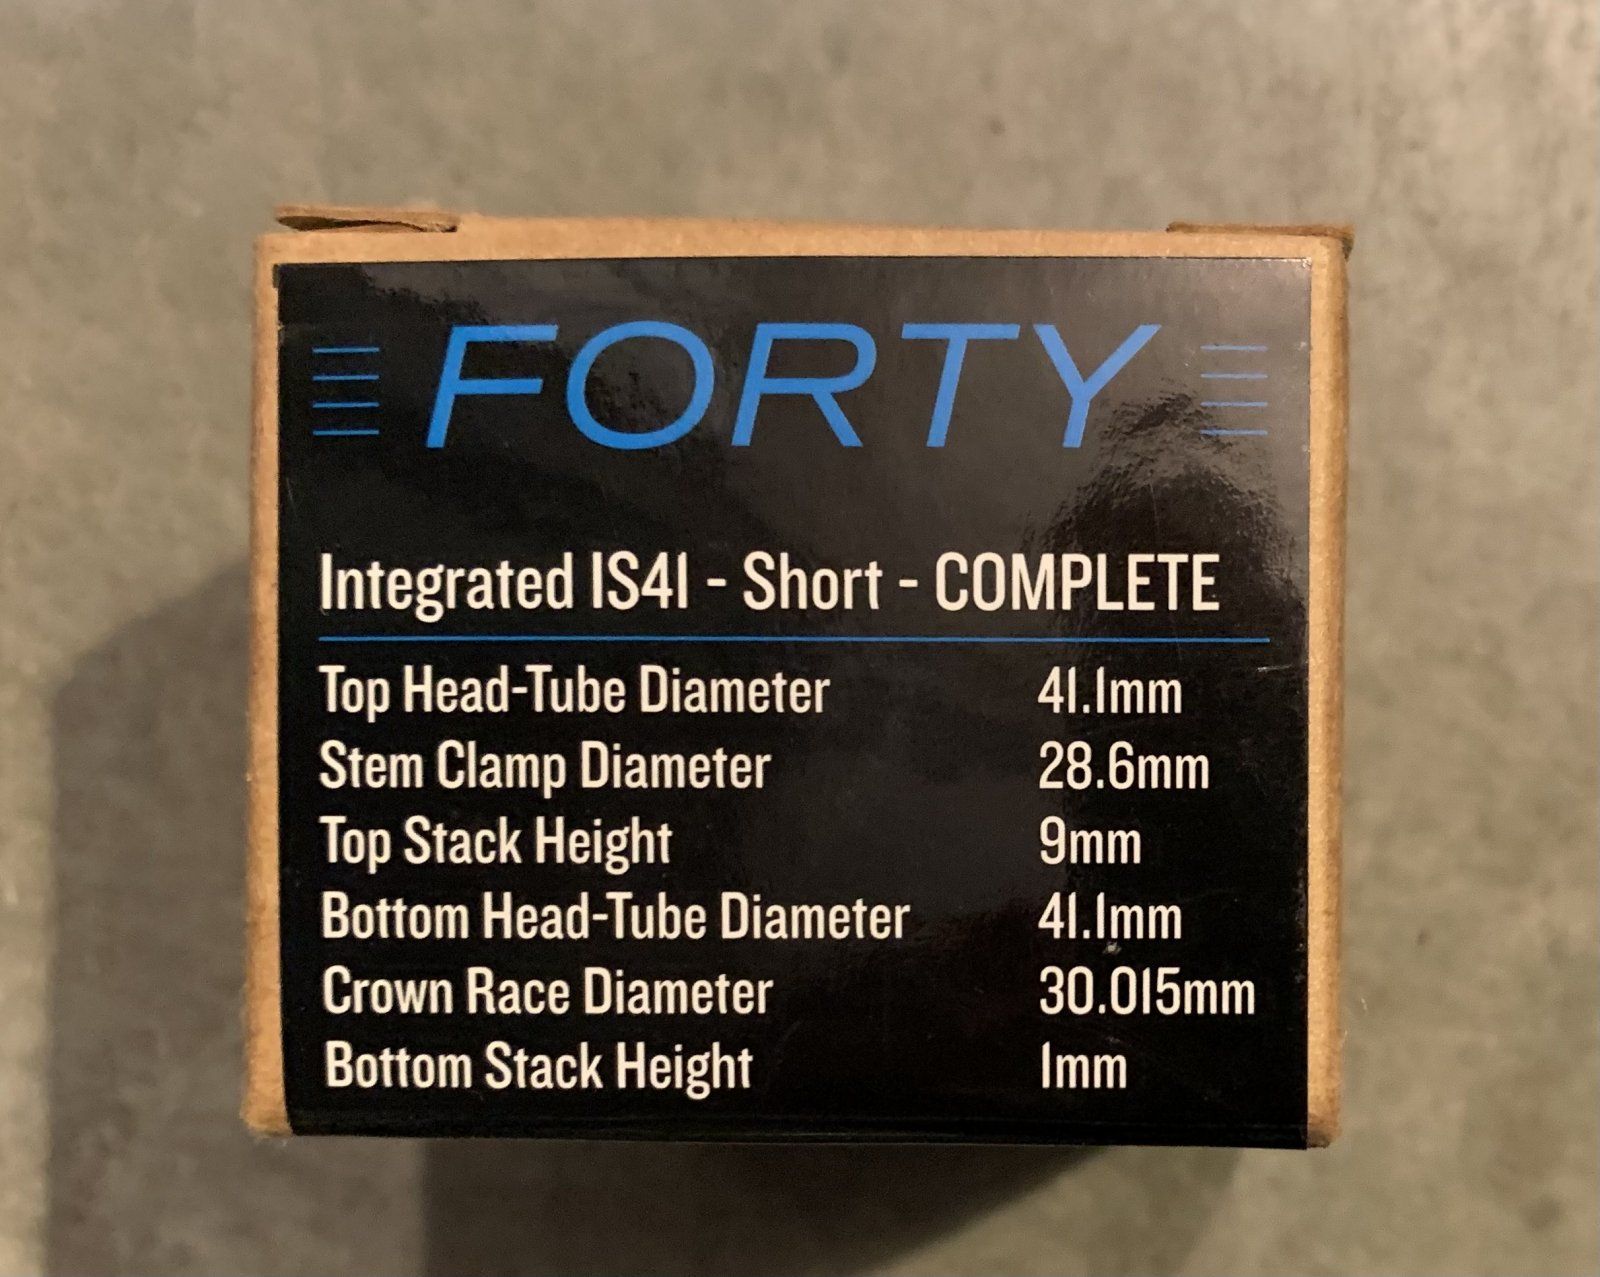 FORTY
Integrated IS41 - Short - COMPLETE
Top Head-Tube Diameter 41.1mm
Stem Clamp Diameter 28.6mm
Top Stack Height 9mm
Bottom Head-Tube Diameter 41.1mm
Crown Race Diameter 30.015mm
Bottom Stack Height 1mm